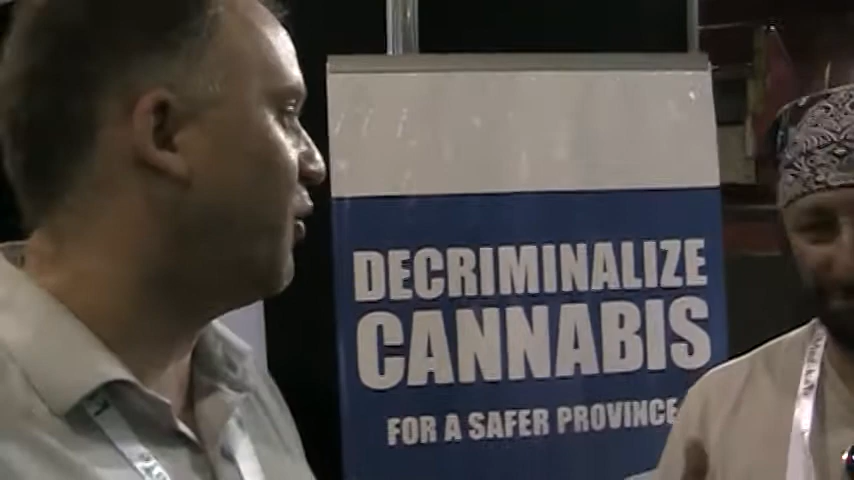 DECRIMINALIZE
CANNABIS
FOR A SAFER PROVINCE